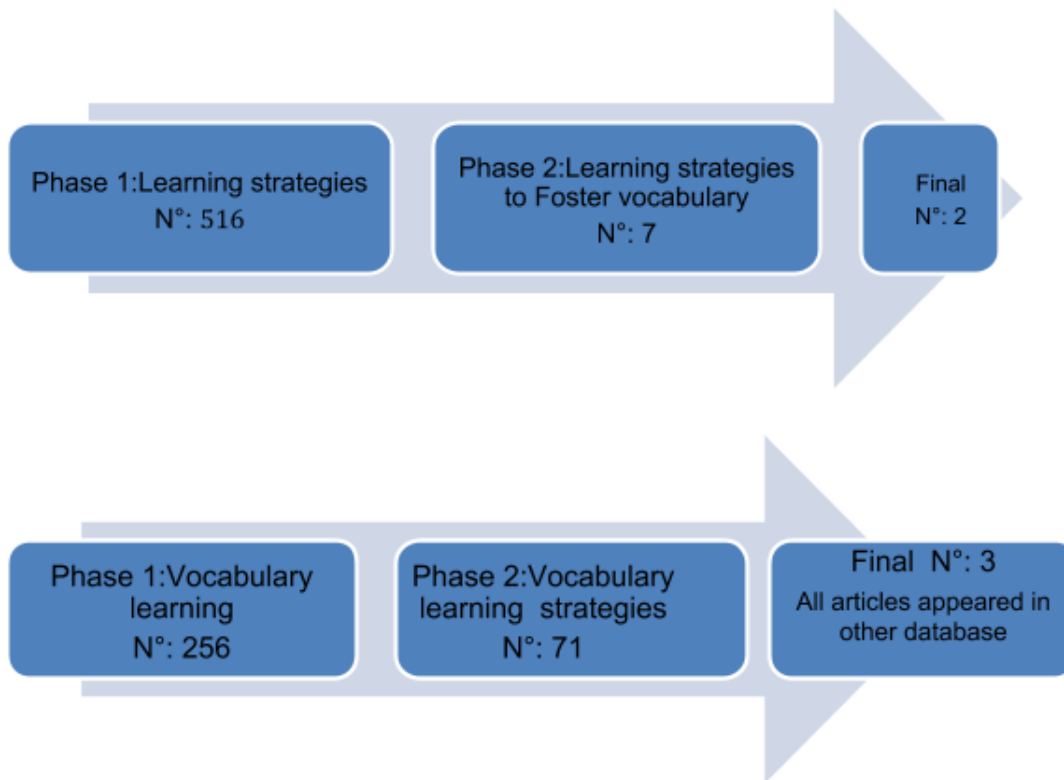 Phase 1:Learning strategies
N°: 516
Phase 2:Learning strategies
to Foster vocabulary
N°: 7
Final
N°: 2
Phase 1:Vocabulary
learning
N°: 256
Phase 2:Vocabulary
learning strategies
N°: 71
Final N°: 3
All articles appeared in
other database